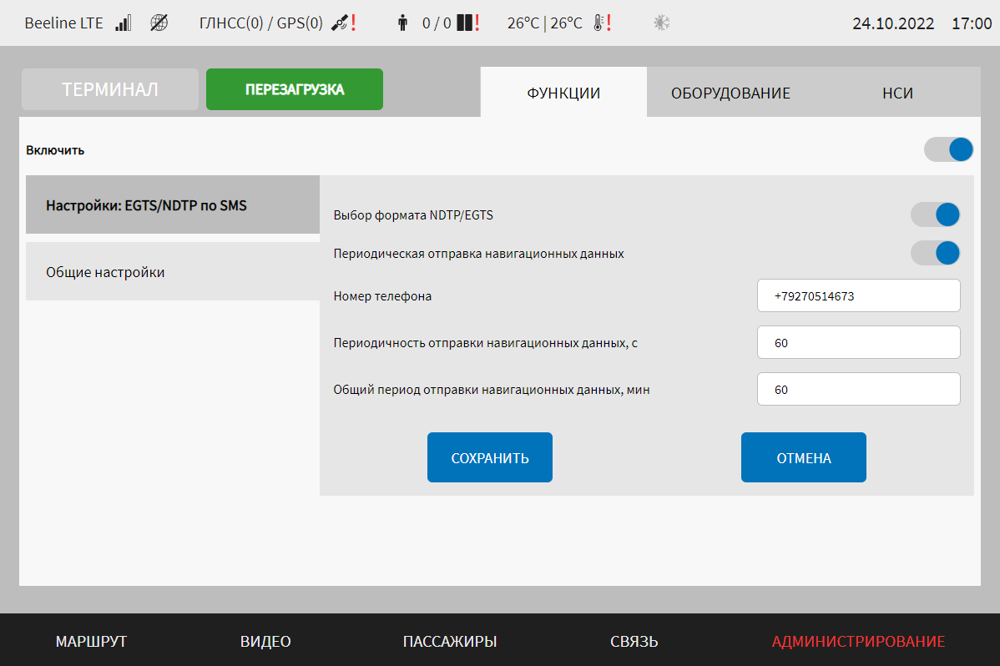 Beeline LTE ГЛНСС(0) / GPS(0) ! 0 / 0 ! 26°C | 26°C ! 24.10.2022 17:00
ТЕРМИНАЛ ПЕРЕЗАГРУЗКА ФУНКЦИИ ОБОРУДОВАНИЕ НСИ
Включить
Настройки: EGTS/NDTP по SMS
Общие настройки
Выбор формата NDTP/EGTS
Периодическая отправка навигационных данных
Номер телефона +79270514673
Периодичность отправки навигационных данных, с 60
Общий период отправки навигационных данных, мин 60
СОХРАНИТЬ ОТМЕНА
МАРШРУТ ВИДЕО ПАССАЖИРЫ СВЯЗЬ АДМИНИСТРИРОВАНИЕ